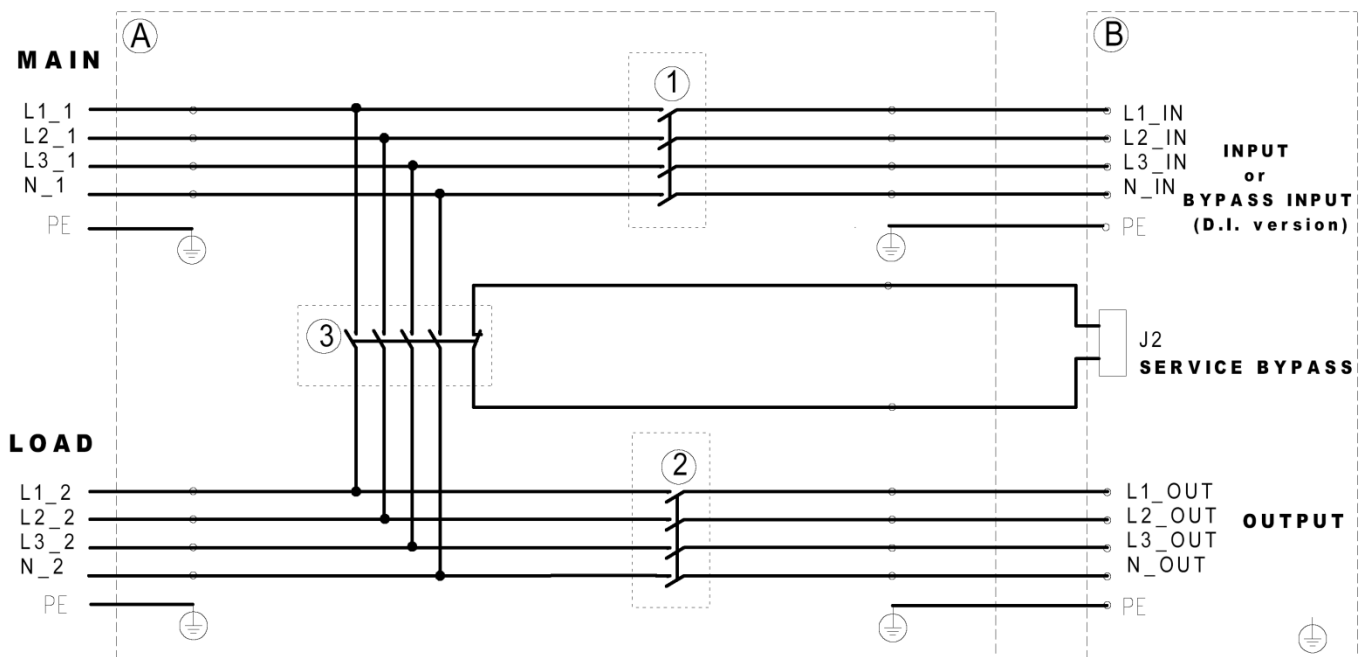 A
B
MAIN
1
L1_1
L2_1
L3_1
N_1
PE
L1_IN
L2_IN
L3_IN
N_IN
PE
INPUT
or
BYPASS INPUT
(D.I. version)
3
J2
SERVICE BYPASS
LOAD
2
L1_2
L2_2
L3_2
N_2
PE
L1_OUT
L2_OUT
L3_OUT
N_OUT
PE
OUTPUT